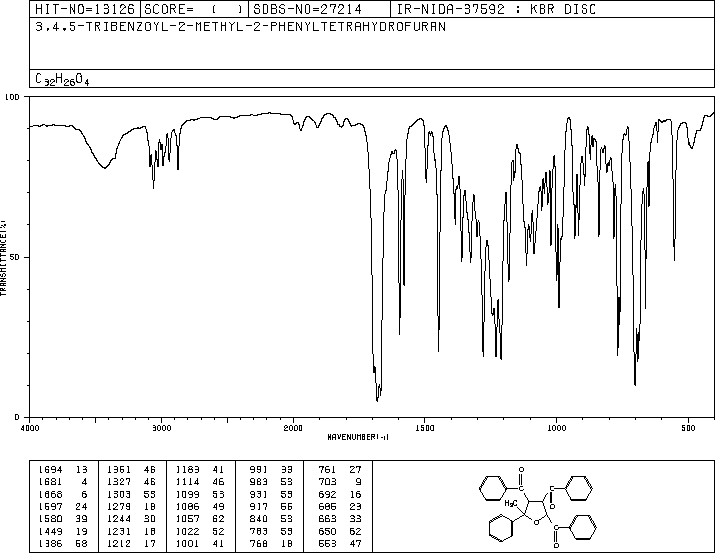 HIT-NO=13126 SCORE= ( ) SDBS-NO=27214 IR-NIDA-37592 : KBR DISC
3.4.5-TRIBENZOYL-2-METHYL-2-PHENYLTETRAHYDROFURAN
C32H26O4
100
50
0
TRANSMITTANCE(%)
4000 3000 2000 1500 1000 500
WAVENUMBER(-1)
1694 13 1361 46 1183 41 991 33 761 27
1681 4 1327 46 1114 46 983 53 703 9
1668 6 1303 55 1099 53 931 53 692 16
1597 24 1279 18 1086 49 917 56 686 23
1580 39 1244 30 1057 62 840 53 663 33
1449 19 1231 18 1022 52 783 53 650 62
1386 58 1212 17 1001 41 768 18 553 47
O
C
C
O
H3C
O
C
O